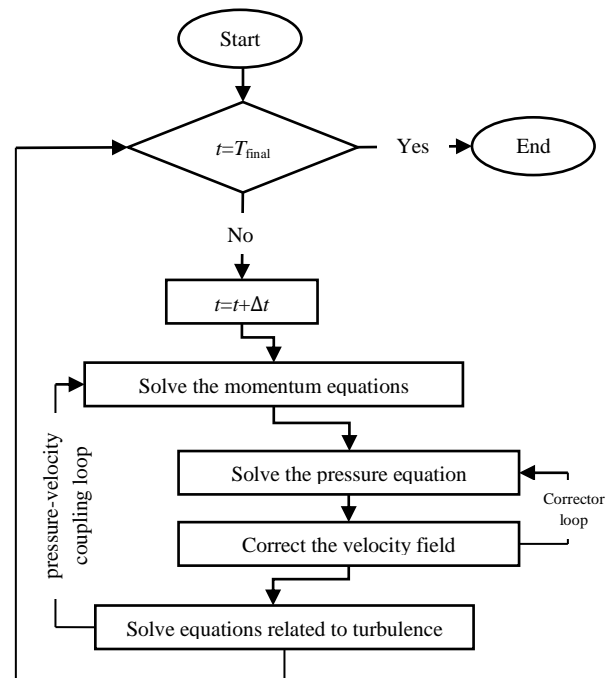 Start
t=T_final
Yes
End
No
t=t+Δt
Solve the momentum equations
Solve the pressure equation
Corrector
loop
Correct the velocity field
pressure-velocity
coupling loop
Solve equations related to turbulence